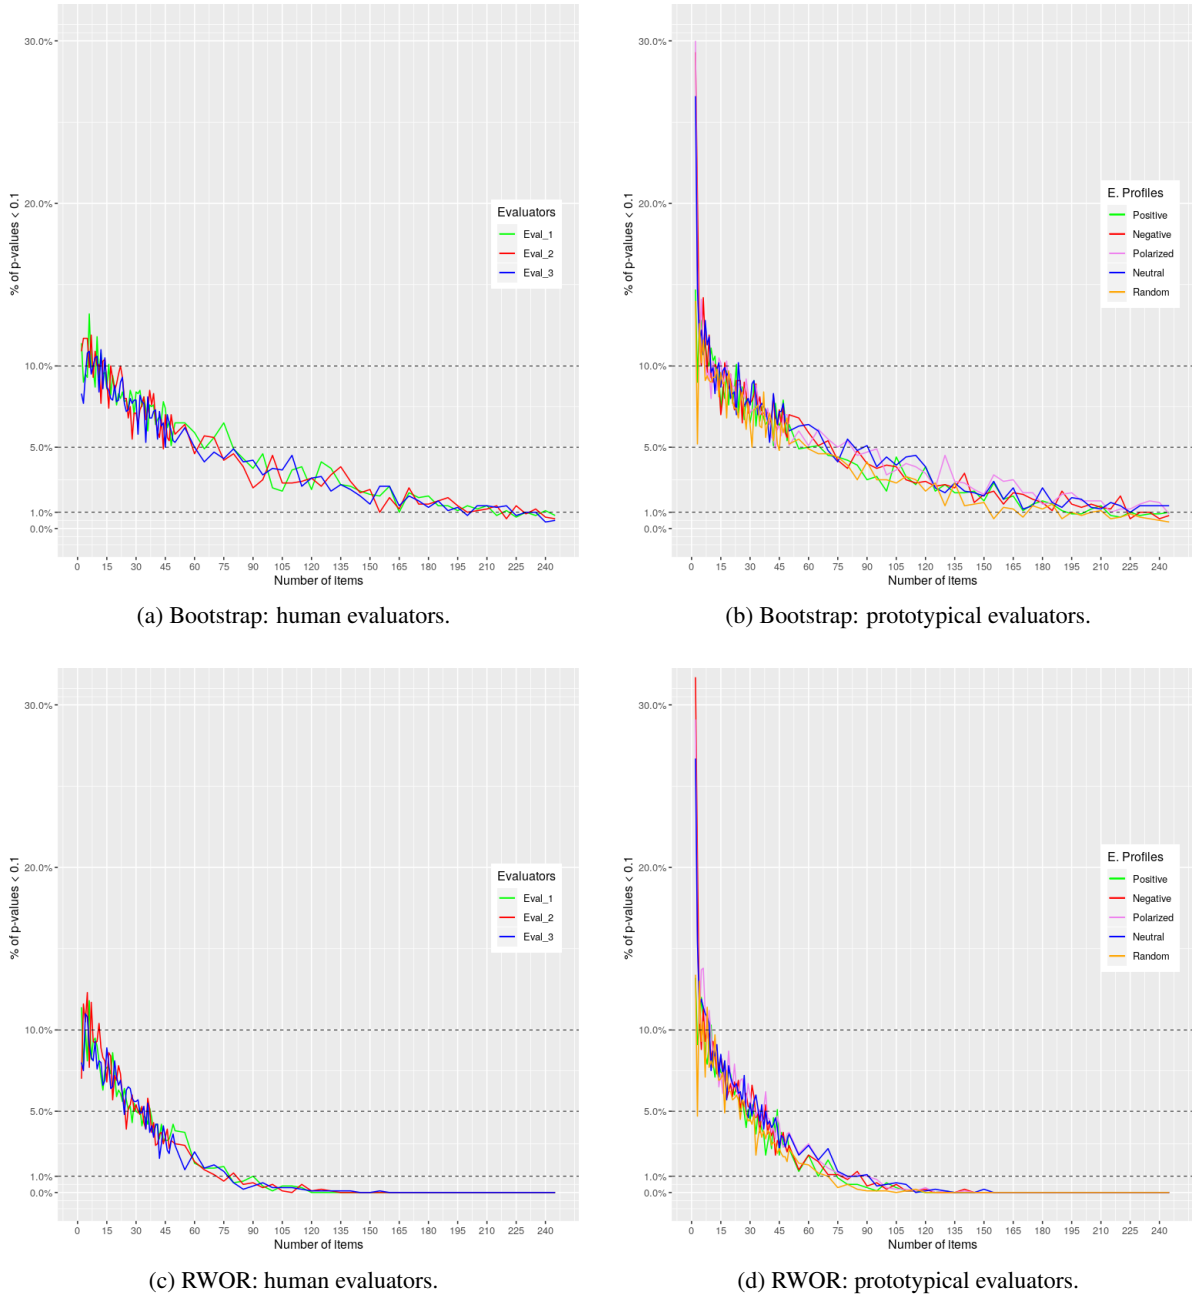 % of p-values < 0.1
30.0%
20.0%
10.0%
5.0%
1.0%
0.0%
Evaluators
Eval_1
Eval_2
Eval_3
0 15 30 45 60 75 90 105 120 135 150 165 180 195 210 225 240
Number of items
(a) Bootstrap: human evaluators.
% of p-values < 0.1
30.0%
20.0%
10.0%
5.0%
1.0%
0.0%
E. Profiles
Positive
Negative
Polarized
Neutral
Random
0 15 30 45 60 75 90 105 120 135 150 165 180 195 210 225 240
Number of items
(b) Bootstrap: prototypical evaluators.
% of p-values < 0.1
30.0%
20.0%
10.0%
5.0%
1.0%
0.0%
Evaluators
Eval_1
Eval_2
Eval_3
0 15 30 45 60 75 90 105 120 135 150 165 180 195 210 225 240
Number of items
(c) RWOR: human evaluators.
% of p-values < 0.1
30.0%
20.0%
10.0%
5.0%
1.0%
0.0%
E. Profiles
Positive
Negative
Polarized
Neutral
Random
0 15 30 45 60 75 90 105 120 135 150 165 180 195 210 225 240
Number of items
(d) RWOR: prototypical evaluators.